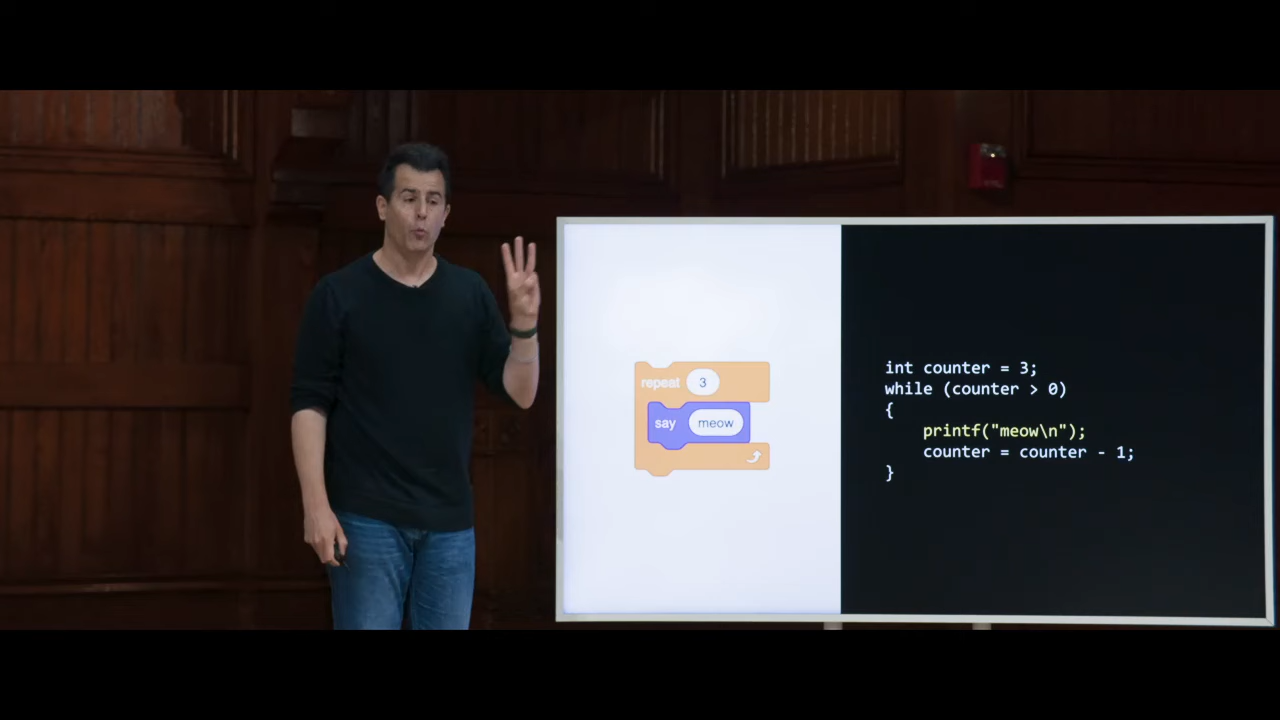 repeat 3
say meow
int counter = 3;
while (counter > 0)
{
printf("meow\n");
counter = counter - 1;
}